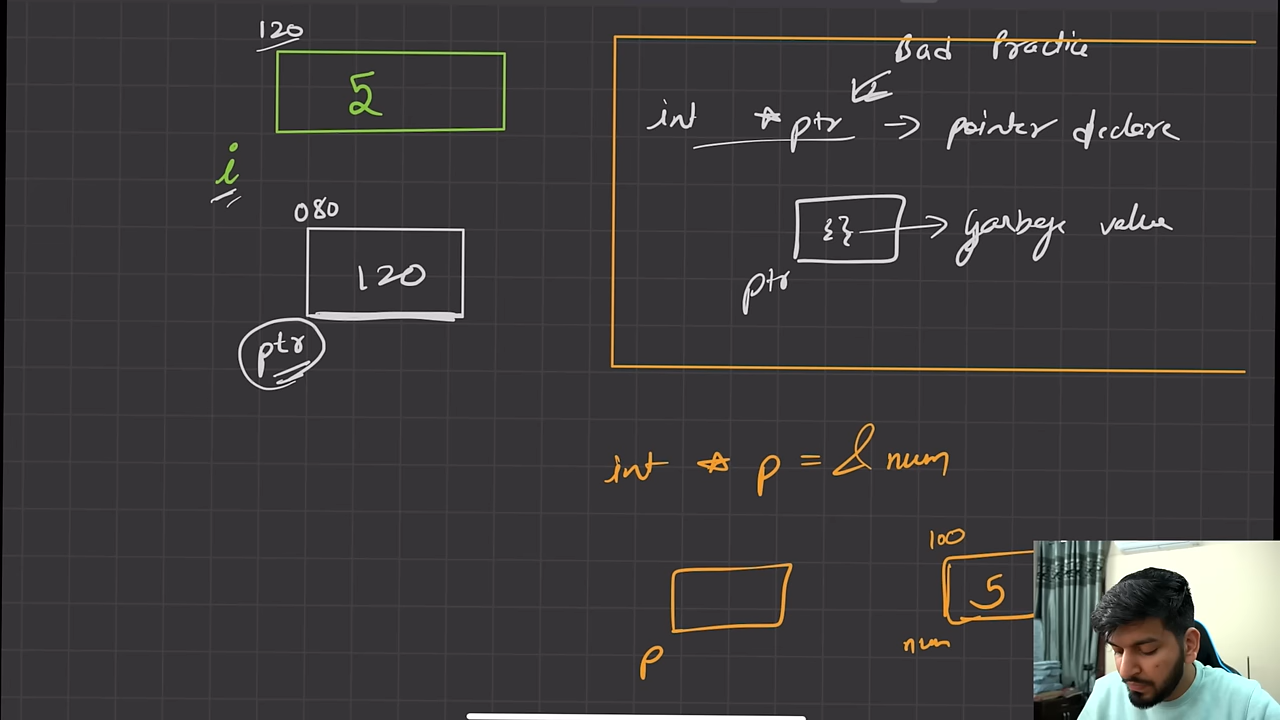 120
5
i
080
120
ptr
Bad Practice
int *ptr → pointer declare
{} → Garbage value
ptr
int * p = & num
100
5
p
num